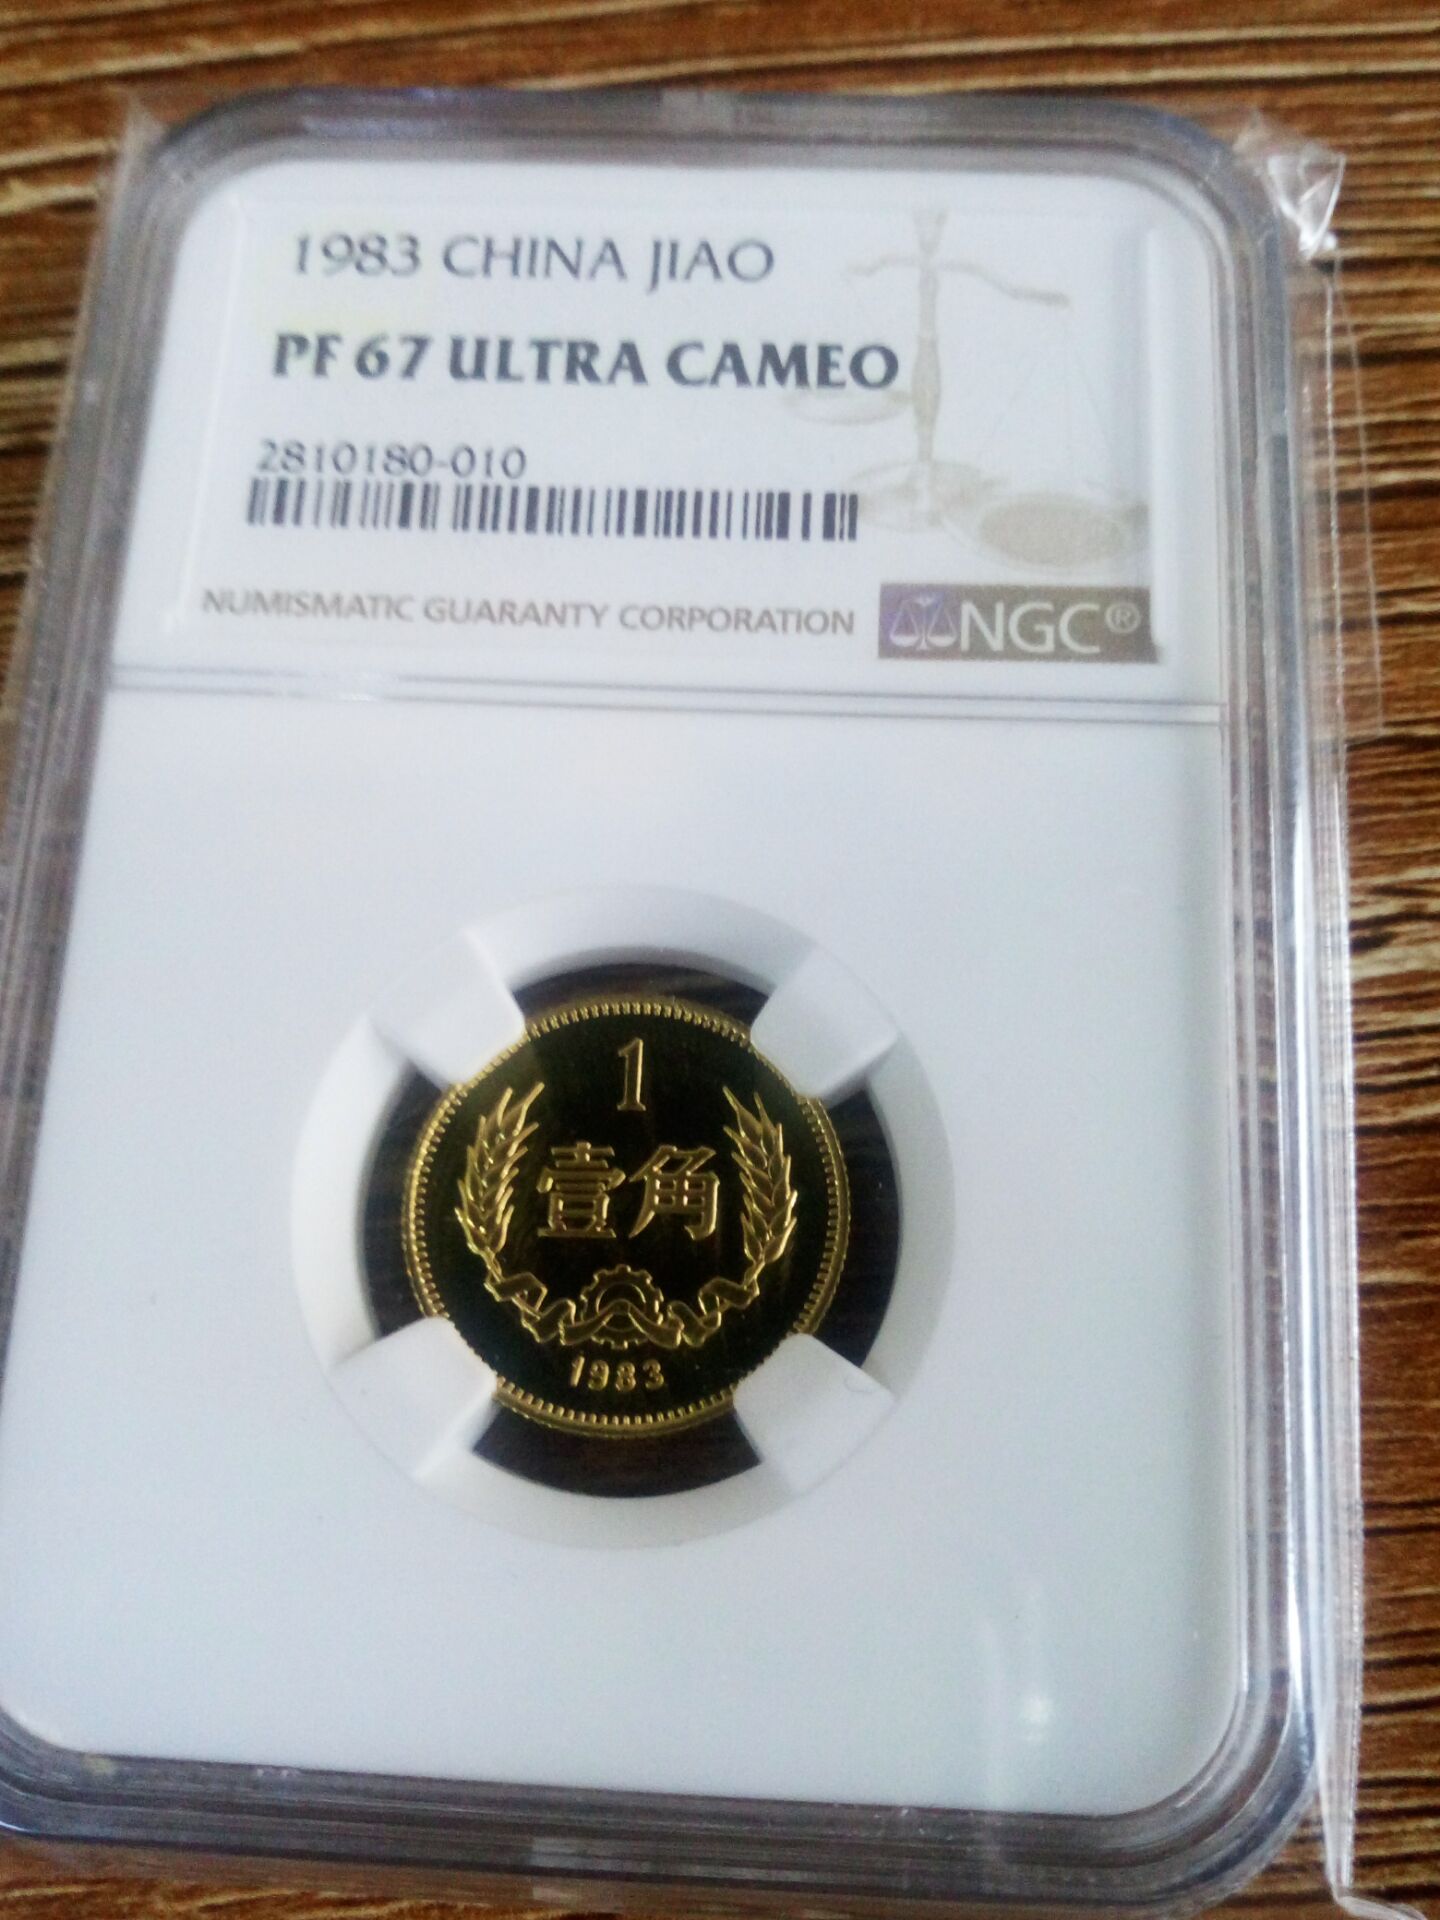 1983 CHINA JIAO
PF 67 ULTRA CAMEO
2810180-010
NUMISMATIC GUARANTY CORPORATION NGC®
1
壹角
1983